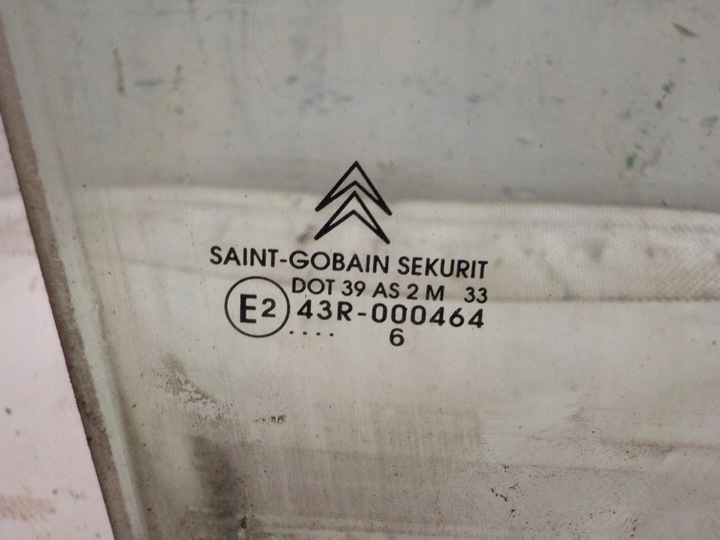 SAINT-GOBAIN SEKURIT
DOT 39 AS 2 M 33
E2 43R-000464
.... 6